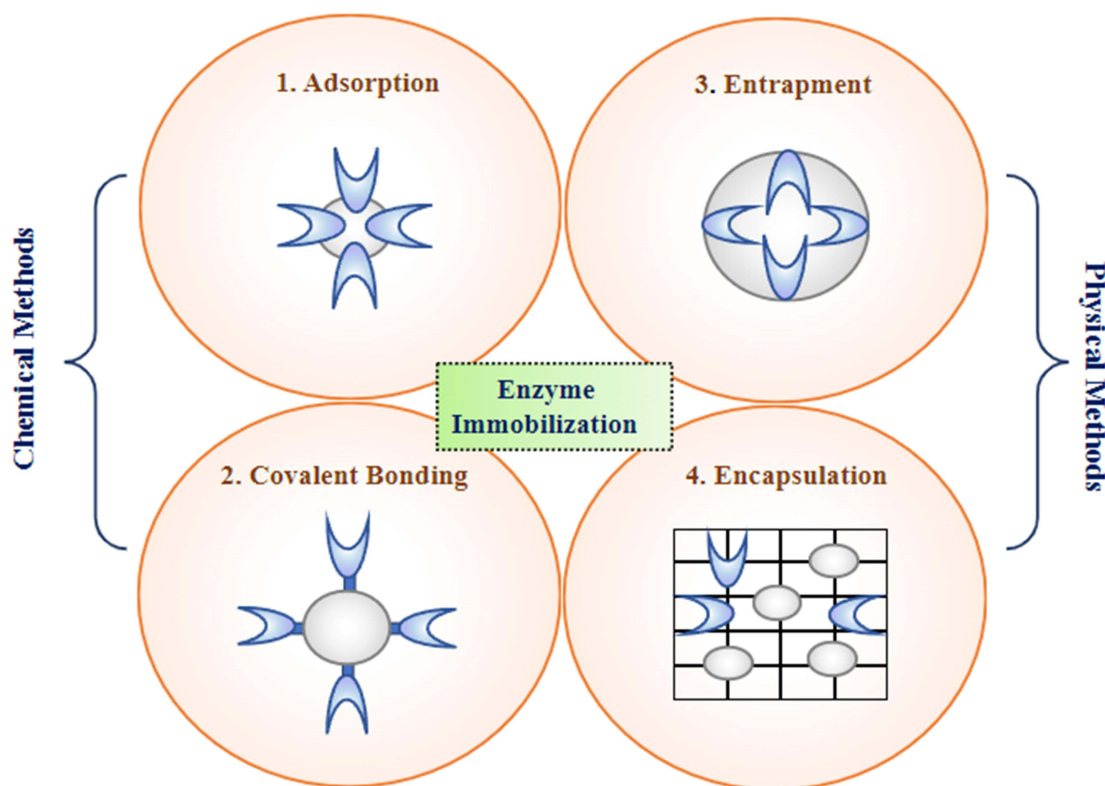 1. Adsorption
3. Entrapment
Chemical Methods
Physical Methods
Enzyme
Immobilization
2. Covalent Bonding
4. Encapsulation